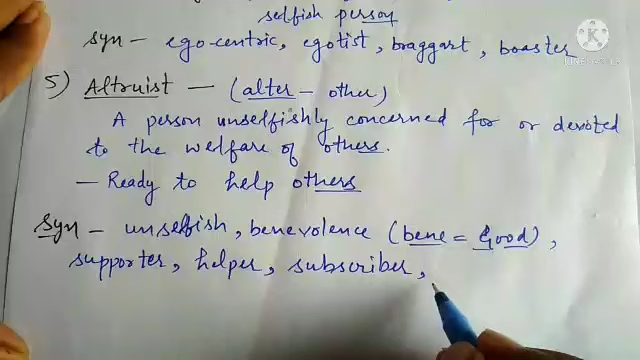 selfish person
Syn - ego-centric, egotist, braggart, boaster
KINEMASTER
5) Altruist - (alter - other)
A person unselfishly concerned for or devoted
to the welfare of others.
- Ready to help others
Syn - unselfish, benevolence (bene = Good),
supporter, helper, subscriber,